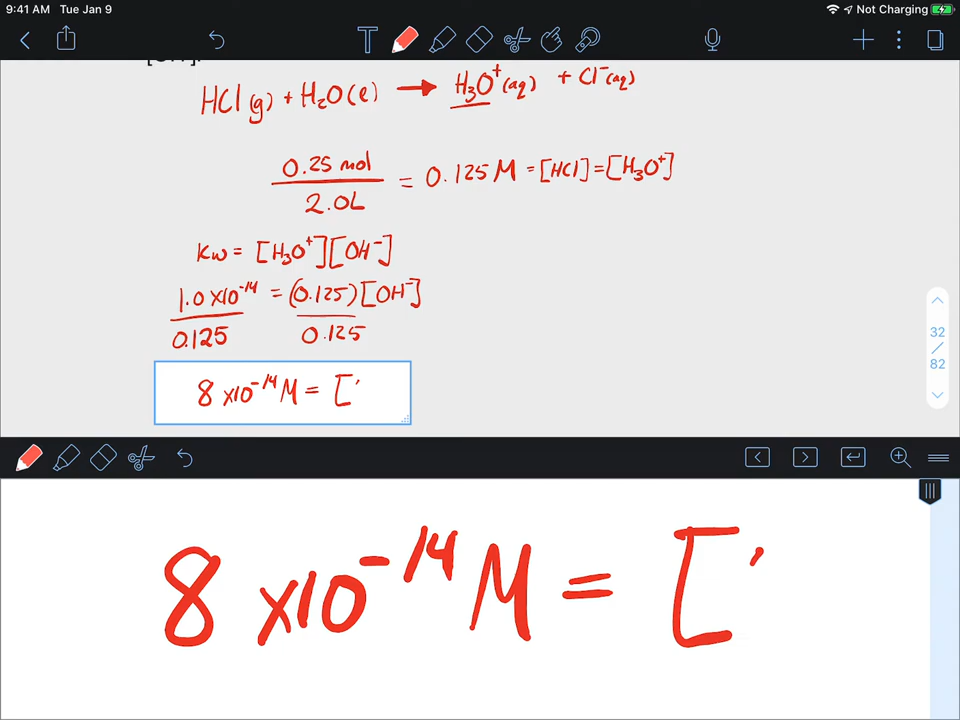 9:41 AM Tue Jan 9 Not Charging
HCl(g) + H₂O(l) → H₃O⁺(aq) + Cl⁻(aq)
0.25 mol
2.0L
= 0.125 M = [HCl] = [H₃O⁺]
Kw = [H₃O⁺][OH⁻]
1.0x10⁻¹⁴ = (0.125)[OH⁻]
0.125 0.125
8 x10⁻¹⁴ M = [
32
/
82
8 x10⁻¹⁴ M = [